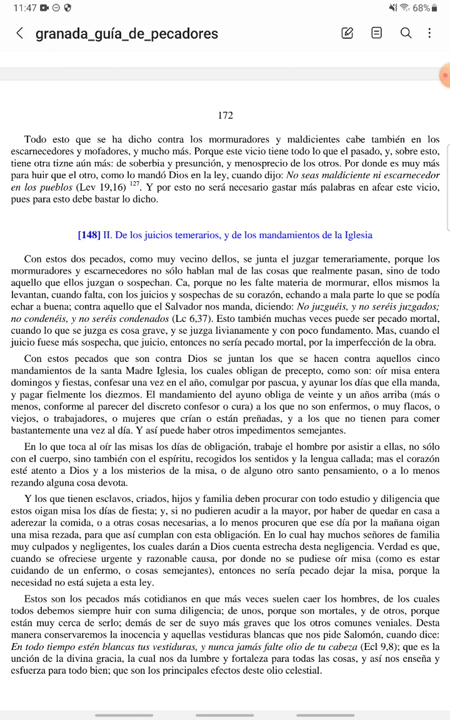 11:47
68%
granada_guía_de_pecadores
172
Todo esto que se ha dicho contra los mormuradores y maldicientes cabe también en los
escarnecedores y mofadores, y mucho más. Porque este vicio tiene todo lo que el pasado, y, sobre esto,
tiene otra tizne aún más: de soberbia y presunción, y menosprecio de los otros. Por donde es muy más
para huir que el otro, como lo mandó Dios en la ley, cuando dijo: No seas maldiciente ni escarnecedor
en los pueblos (Lev 19,16) 127. Y por esto no será necesario gastar más palabras en afear este vicio,
pues para esto debe bastar lo dicho.
[148] II. De los juicios temerarios, y de los mandamientos de la Iglesia
Con estos dos pecados, como muy vecino dellos, se junta el juzgar temerariamente, porque los
mormuradores y escarnecedores no sólo hablan mal de las cosas que realmente pasan, sino de todo
aquello que ellos juzgan o sospechan. Ca, porque no les falte materia de mormurar, ellos mismos la
levantan, cuando falta, con los juicios y sospechas de su corazón, echando a mala parte lo que se podía
echar a buena; contra aquello que el Salvador nos manda, diciendo: No juzguéis, y no seréis juzgados;
no condenéis, y no seréis condenados (Lc 6,37). Esto también muchas veces puede ser pecado mortal,
cuando lo que se juzga es cosa grave, y se juzga livianamente y con poco fundamento. Mas, cuando el
juicio fuese más sospecha, que juicio, entonces no sería pecado mortal, por la imperfección de la obra.
Con estos pecados que son contra Dios se juntan los que se hacen contra aquellos cinco
mandamientos de la santa Madre Iglesia, los cuales obligan de precepto, como son: oír misa entera
domingos y fiestas, confesar una vez en el año, comulgar por pascua, y ayunar los días que ella manda,
y pagar fielmente los diezmos. El mandamiento del ayuno obliga de veinte y un años arriba (más o
menos, conforme al parecer del discreto confesor o cura) a los que no son enfermos, o muy flacos, o
viejos, o trabajadores, o mujeres que crían o están preñadas, y a los que no tienen para comer
bastantemente una vez al día. Y así puede haber otros impedimentos semejantes.
En lo que toca al oír las misas los días de obligación, trabaje el hombre por asistir a ellas, no sólo
con el cuerpo, sino también con el espíritu, recogidos los sentidos y la lengua callada; mas el corazón
esté atento a Dios y a los misterios de la misa, o de alguno otro santo pensamiento, o a lo menos
rezando alguna cosa devota.
Y los que tienen esclavos, criados, hijos y familia deben procurar con todo estudio y diligencia que
estos oigan misa los días de fiesta; y, si no pudieren acudir a la mayor, por haber de quedar en casa a
aderezar la comida, o a otras cosas necesarias, a lo menos procuren que ese día por la mañana oigan
una misa rezada, para que así cumplan con esta obligación. En lo cual hay muchos señores de familia
muy culpados y negligentes, los cuales darán a Dios cuenta estrecha desta negligencia. Verdad es que,
cuando se ofreciese urgente y razonable causa, por donde no se pudiese oír misa (como es estar
cuidando de un enfermo, o cosas semejantes), entonces no sería pecado dejar la misa, porque la
necesidad no está sujeta a esta ley.
Estos son los pecados más cotidianos en que más veces suelen caer los hombres, de los cuales
todos debemos siempre huir con suma diligencia; de unos, porque son mortales, y de otros, porque
están muy cerca de serlo; demás de ser de suyo más graves que los otros comunes veniales. Desta
manera conservaremos la inocencia y aquellas vestiduras blancas que nos pide Salomón, cuando dice:
En todo tiempo estén blancas tus vestiduras, y nunca jamás falte olio de tu cabeza (Ecl 9,8); que es la
unción de la divina gracia, la cual nos da lumbre y fortaleza para todas las cosas, y así nos enseña y
esfuerza para todo bien; que son los principales efectos deste olio celestial.